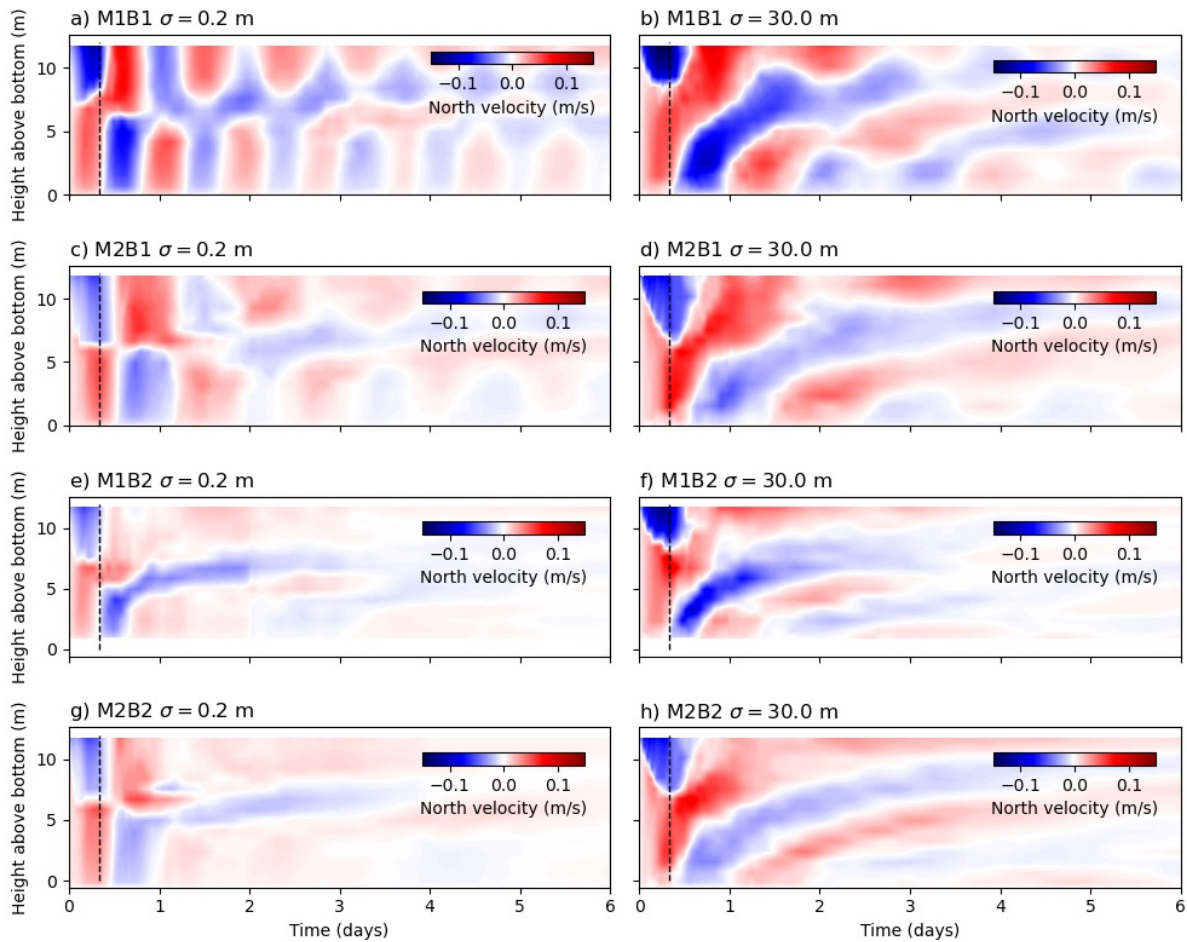 a) M1B1 σ = 0.2 m
b) M1B1 σ = 30.0 m
Height above bottom (m)
10
5
0
−0.1 0.0 0.1
North velocity (m/s)
−0.1 0.0 0.1
North velocity (m/s)
c) M2B1 σ = 0.2 m
d) M2B1 σ = 30.0 m
Height above bottom (m)
10
5
0
−0.1 0.0 0.1
North velocity (m/s)
−0.1 0.0 0.1
North velocity (m/s)
e) M1B2 σ = 0.2 m
f) M1B2 σ = 30.0 m
Height above bottom (m)
10
5
0
−0.1 0.0 0.1
North velocity (m/s)
−0.1 0.0 0.1
North velocity (m/s)
g) M2B2 σ = 0.2 m
h) M2B2 σ = 30.0 m
Height above bottom (m)
10
5
0
−0.1 0.0 0.1
North velocity (m/s)
−0.1 0.0 0.1
North velocity (m/s)
0 1 2 3 4 5 6
Time (days)
0 1 2 3 4 5 6
Time (days)